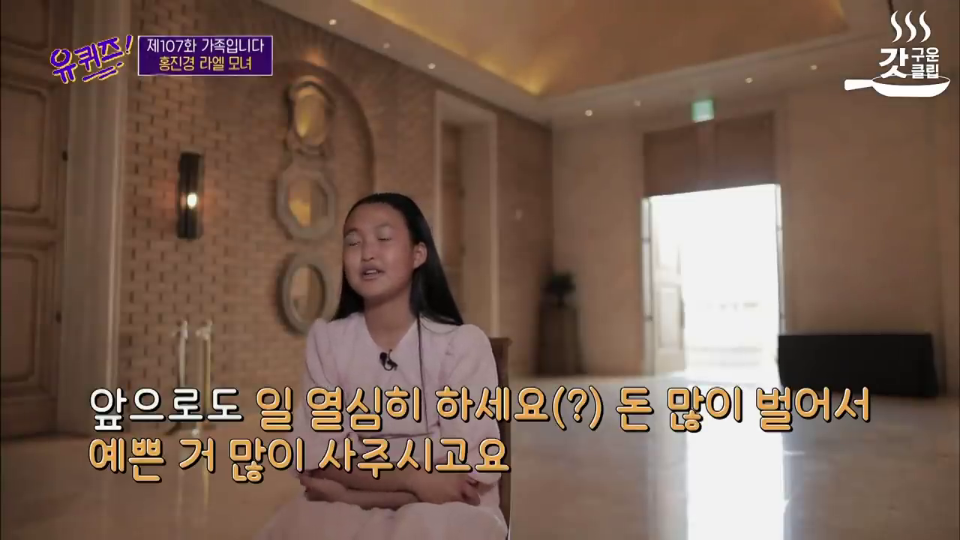 유퀴즈!
제107화 가족입니다
홍진경 라엘 모녀
갓구운
클립
앞으로도 일 열심히 하세요(?) 돈 많이 벌어서
예쁜 거 많이 사주시고요